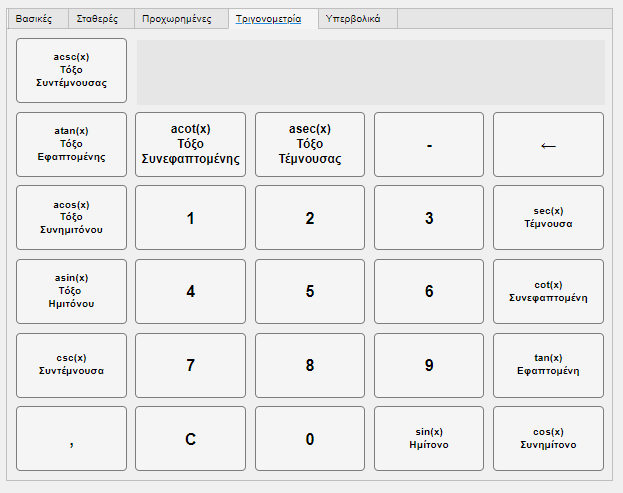 Βασικές
Σταθερές
Προχωρημένες
Τριγονομετρία
Υπερβολικά
acsc(x)
Τόξο
Συντέμνουσας
atan(x)
Τόξο
Εφαπτομένης
acot(x)
Τόξο
Συνεφαπτομένης
asec(x)
Τόξο
Τέμνουσας
-
←
acos(x)
Τόξο
Συνημιτόνου
1
2
3
sec(x)
Τέμνουσα
asin(x)
Τόξο
Ημιτόνου
4
5
6
cot(x)
Συνεφαπτομένη
csc(x)
Συντέμνουσα
7
8
9
tan(x)
Εφαπτομένη
,
C
0
sin(x)
Ημίτονο
cos(x)
Συνημίτονο